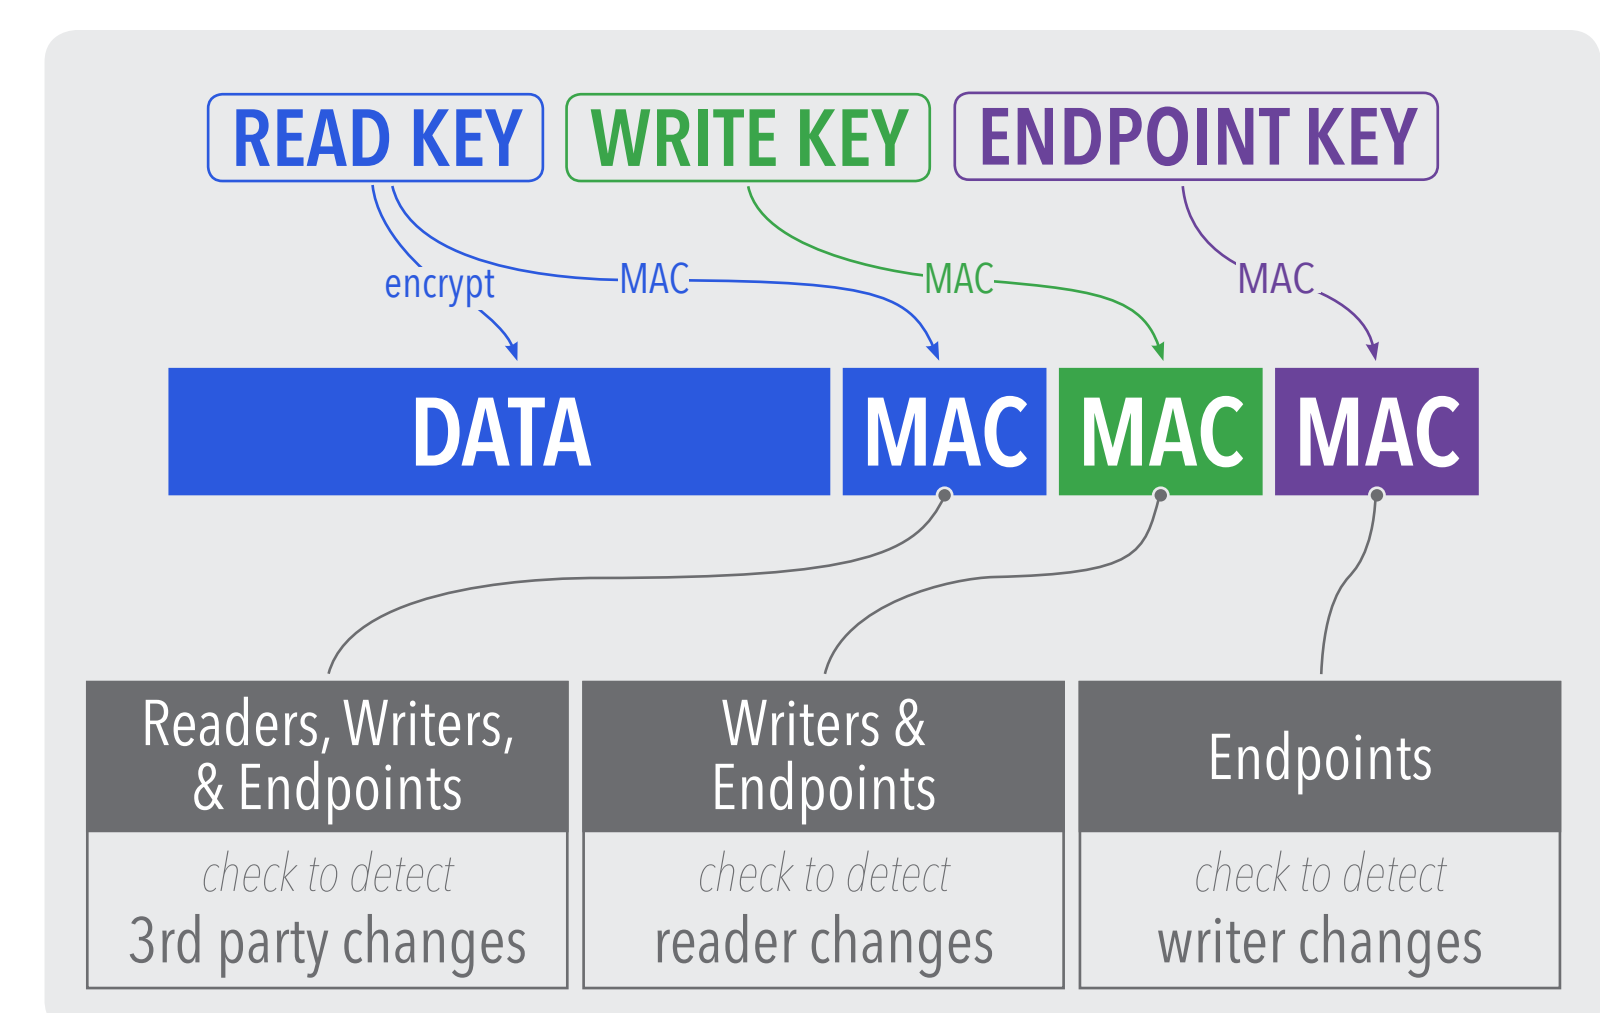 READ KEY
WRITE KEY
ENDPOINT KEY
encrypt
MAC
MAC
MAC
DATA
MAC
MAC
MAC
Readers, Writers,
& Endpoints
check to detect
3rd party changes
Writers &
Endpoints
check to detect
reader changes
Endpoints
check to detect
writer changes